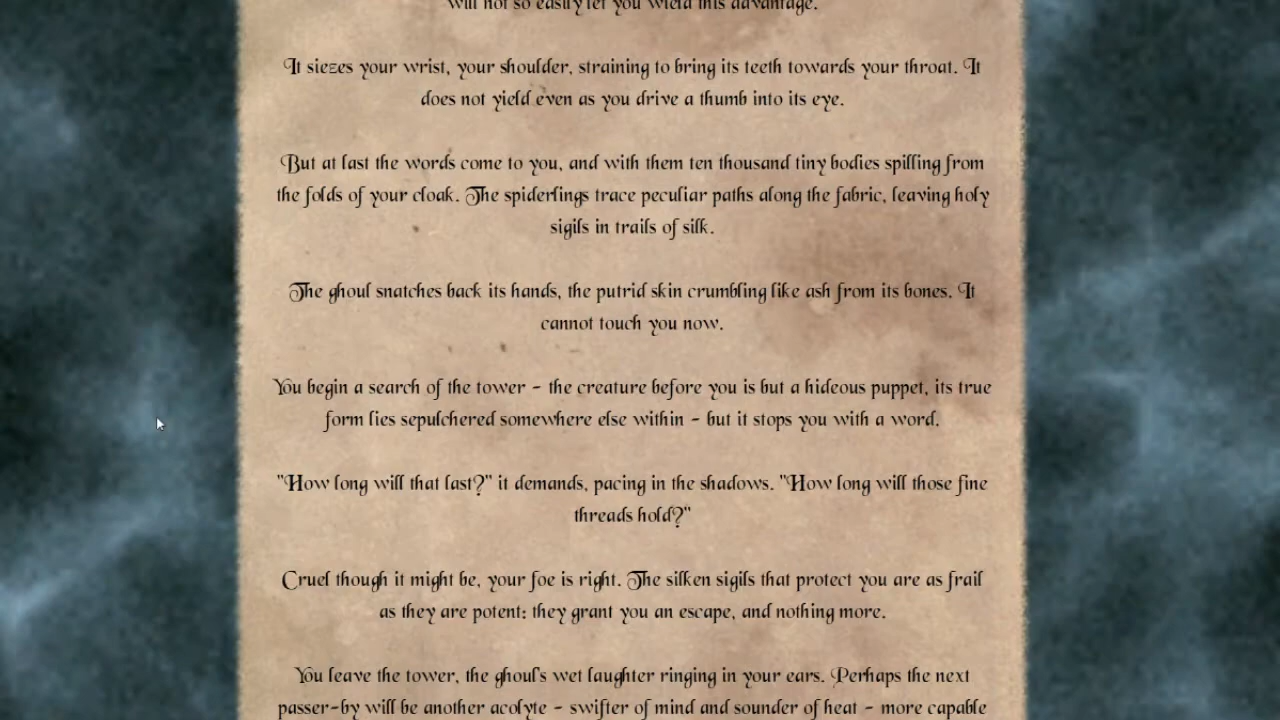 will not so easily let you wield this advantage.
It siezes your wrist, your shoulder, straining to bring its teeth towards your throat. It
does not yield even as you drive a thumb into its eye.
But at last the words come to you, and with them ten thousand tiny bodies spilling from
the folds of your cloak. The spiderlings trace peculiar paths along the fabric, leaving holy
sigils in trails of silk.
The ghoul snatches back its hands, the putrid skin crumbling like ash from its bones. It
cannot touch you now.
You begin a search of the tower - the creature before you is but a hideous puppet, its true
form lies sepulchered somewhere else within - but it stops you with a word.
"How long will that last?" it demands, pacing in the shadows. "How long will those fine
threads hold?"
Cruel though it might be, your foe is right. The silken sigils that protect you are as frail
as they are potent: they grant you an escape, and nothing more.
You leave the tower, the ghoul's wet laughter ringing in your ears. Perhaps the next
passer-by will be another acolyte - swifter of mind and sounder of heat - more capable